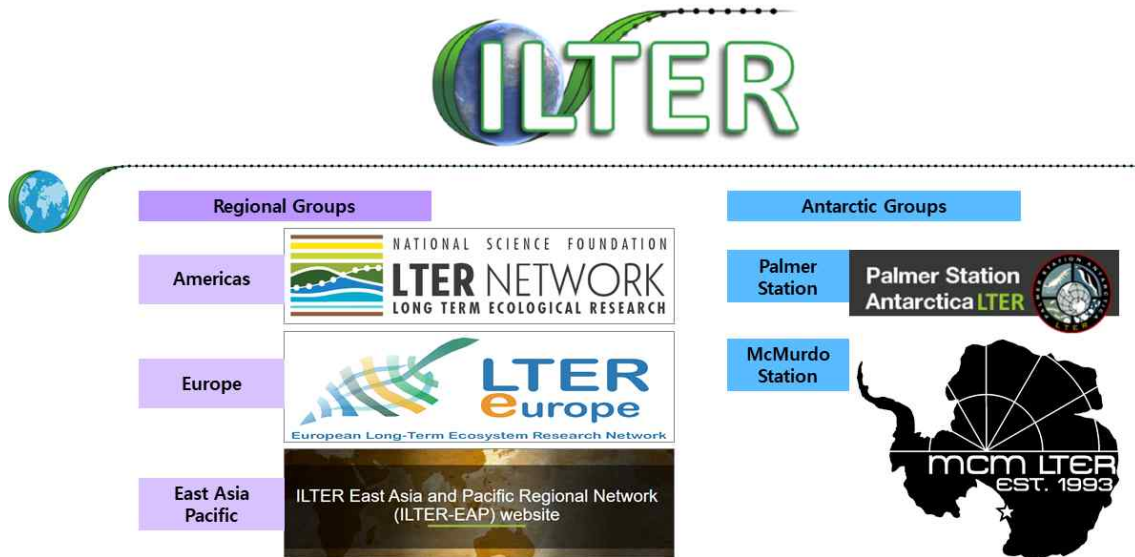 ILTER
Regional Groups
Americas
NATIONAL SCIENCE FOUNDATION
LTER NETWORK
LONG TERM ECOLOGICAL RESEARCH
Europe
LTER
europe
European Long-Term Ecosystem Research Network
East Asia
Pacific
ILTER East Asia and Pacific Regional Network
(ILTER-EAP) website
Antarctic Groups
Palmer
Station
Palmer Station
Antarctica LTER
LTER
McMurdo
Station
mcm LTER
EST. 1993